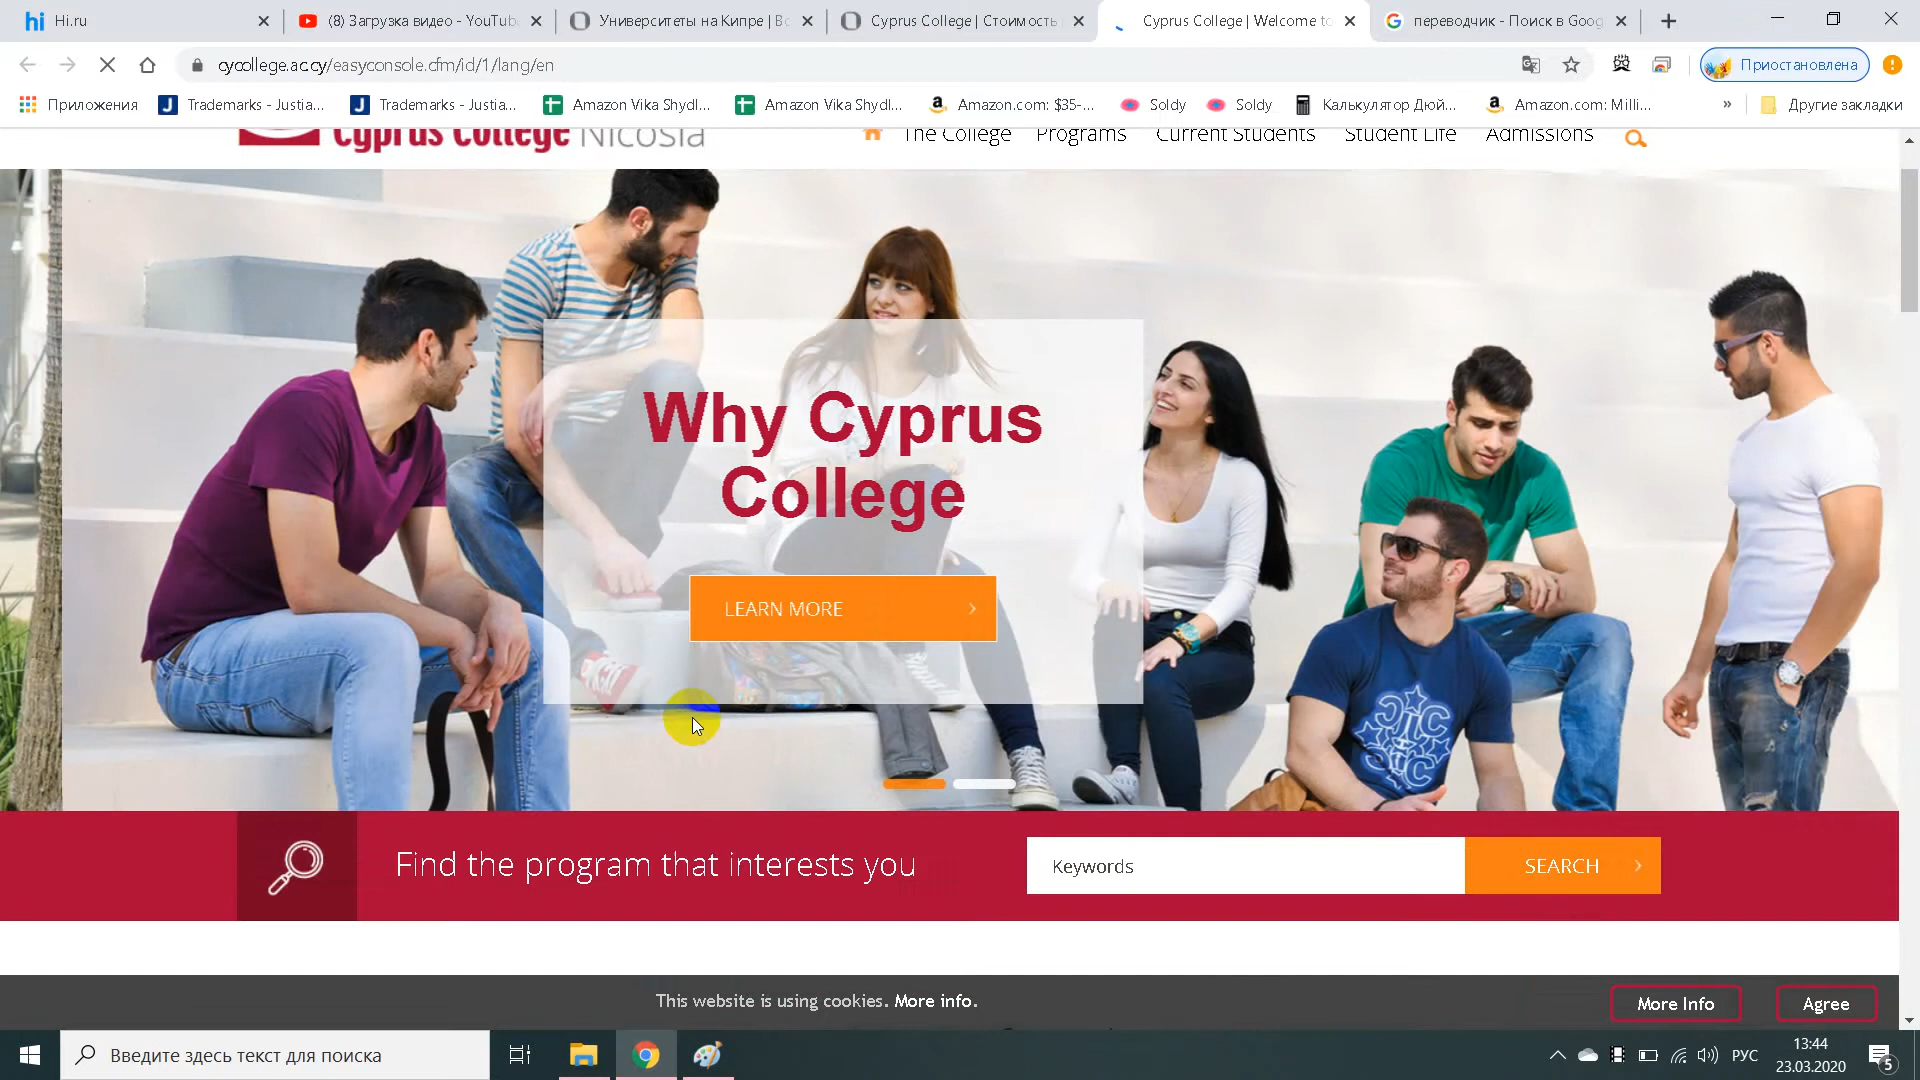 Hi.ru
(8) Загрузка видео - YouTub
Университеты на Кипре | Вс
Cyprus College | Стоимость
Cyprus College | Welcome to
переводчик - Поиск в Goog
cycollege.ac.cy/easyconsole.cfm/id/1/lang/en
Приостановлена
Приложения
Trademarks - Justia...
Trademarks - Justia...
Amazon Vika Shydl...
Amazon Vika Shydl...
Amazon.com: $35-...
Soldy
Soldy
Калькулятор Дюй...
Amazon.com: Milli...
»
Другие закладки
Cyprus College Nicosia
The College
Programs
Current Students
Student Life
Admissions
Why Cyprus
College
LEARN MORE
Find the program that interests you
Keywords
SEARCH
This website is using cookies. More info.
More Info
Agree
Введите здесь текст для поиска
РУС
13:44
23.03.2020
5